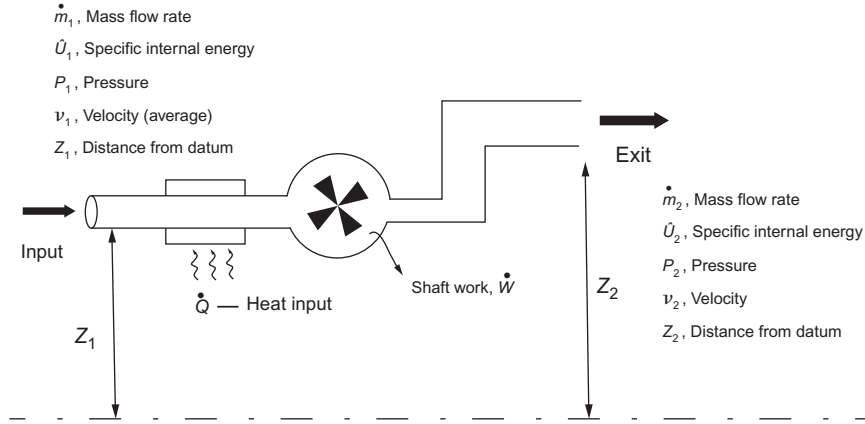 ṁ₁, Mass flow rate
Û₁, Specific internal energy
P₁, Pressure
ν₁, Velocity (average)
Z₁, Distance from datum
Input
Exit
ṁ₂, Mass flow rate
Û₂, Specific internal energy
P₂, Pressure
ν₂, Velocity
Z₂, Distance from datum
Shaft work, Ẇ
Q̇ — Heat input
Z₁
Z₂